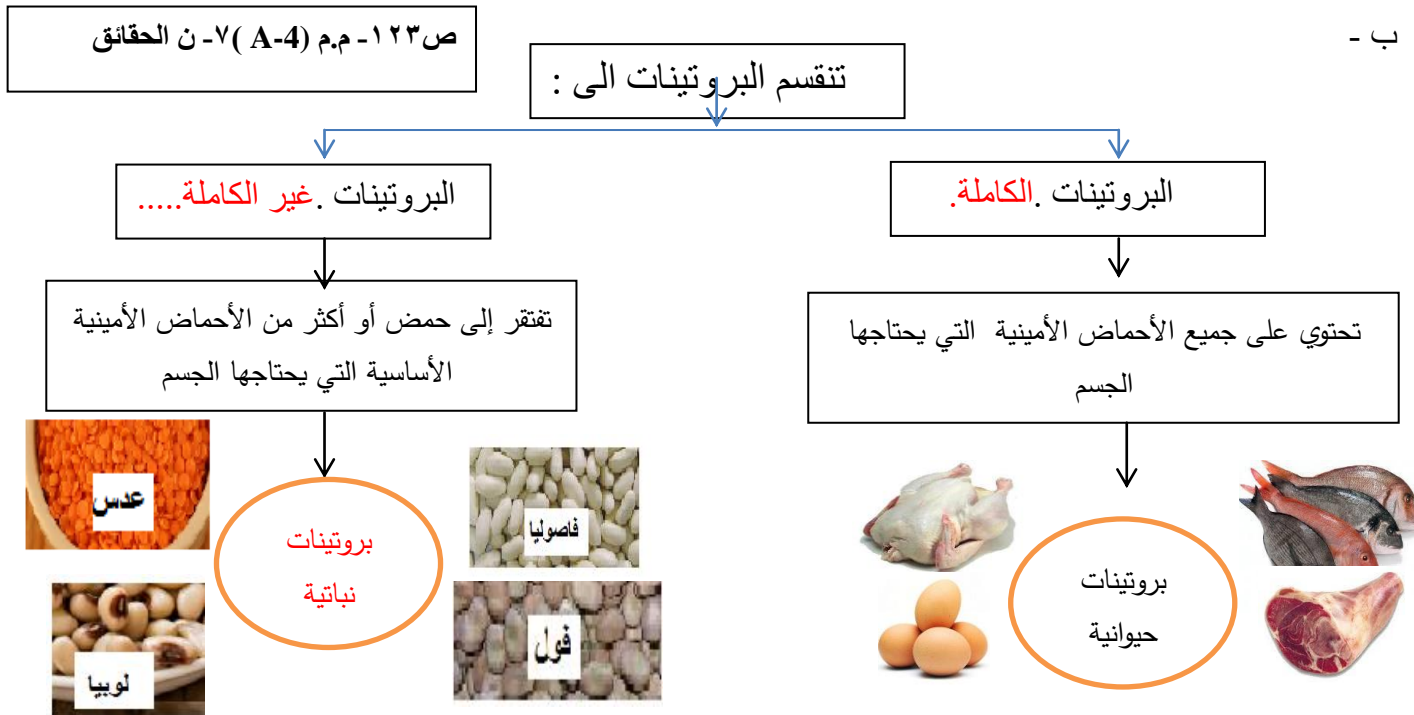 ب -
ص١٢٣- م.م (A-4 )٧- ن الحقائق
تنقسم البروتينات الى :
البروتينات .الكاملة.
البروتينات .غير الكاملة.....
تحتوي على جميع الأحماض الأمينية التي يحتاجها
الجسم
تفتقر إلى حمض أو أكثر من الأحماض الأمينية
الأساسية التي يحتاجها الجسم
بروتينات
حيوانية
فاصوليا
عدس
بروتينات
نباتية
فول
لوبيا